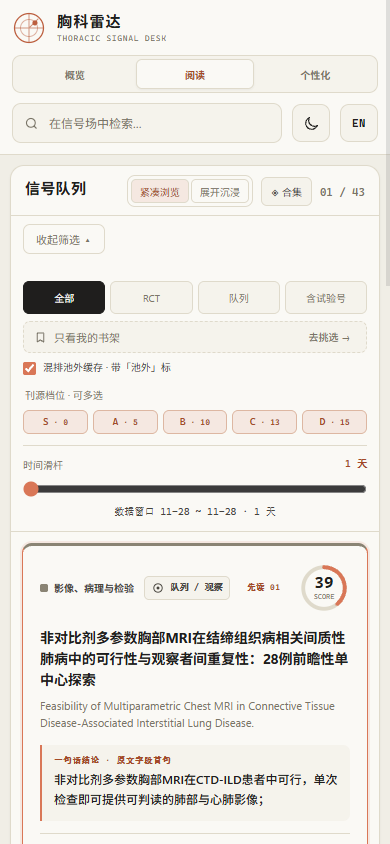 胸科雷达
THORACIC SIGNAL DESK
概览 阅读 个性化
在信号场中检索… EN
信号队列 紧凑浏览 展开沉浸 ◈ 合集 01 / 43
收起筛选 ▲
全部 RCT 队列 含试验号
只看我的书架 去挑选 →
混排池外缓存 · 带「池外」标
刊源档位 · 可多选
S · 0 A · 5 B · 10 C · 13 D · 15
时间滑杆 1 天
数据窗口 11-28 ~ 11-28 · 1 天
影像、病理与检验 队列 / 观察 先读 01 39
SCORE
非对比剂多参数胸部MRI在结缔组织病相关间质性
肺病中的可行性与观察者间重复性：28例前瞻性单
中心探索
Feasibility of Multiparametric Chest MRI in Connective Tissue
Disease-Associated Interstitial Lung Disease.
一句话结论 · 原文字段首句
非对比剂多参数胸部MRI在CTD-ILD患者中可行，单次
检查即可提供可判读的肺部与心肺影像；